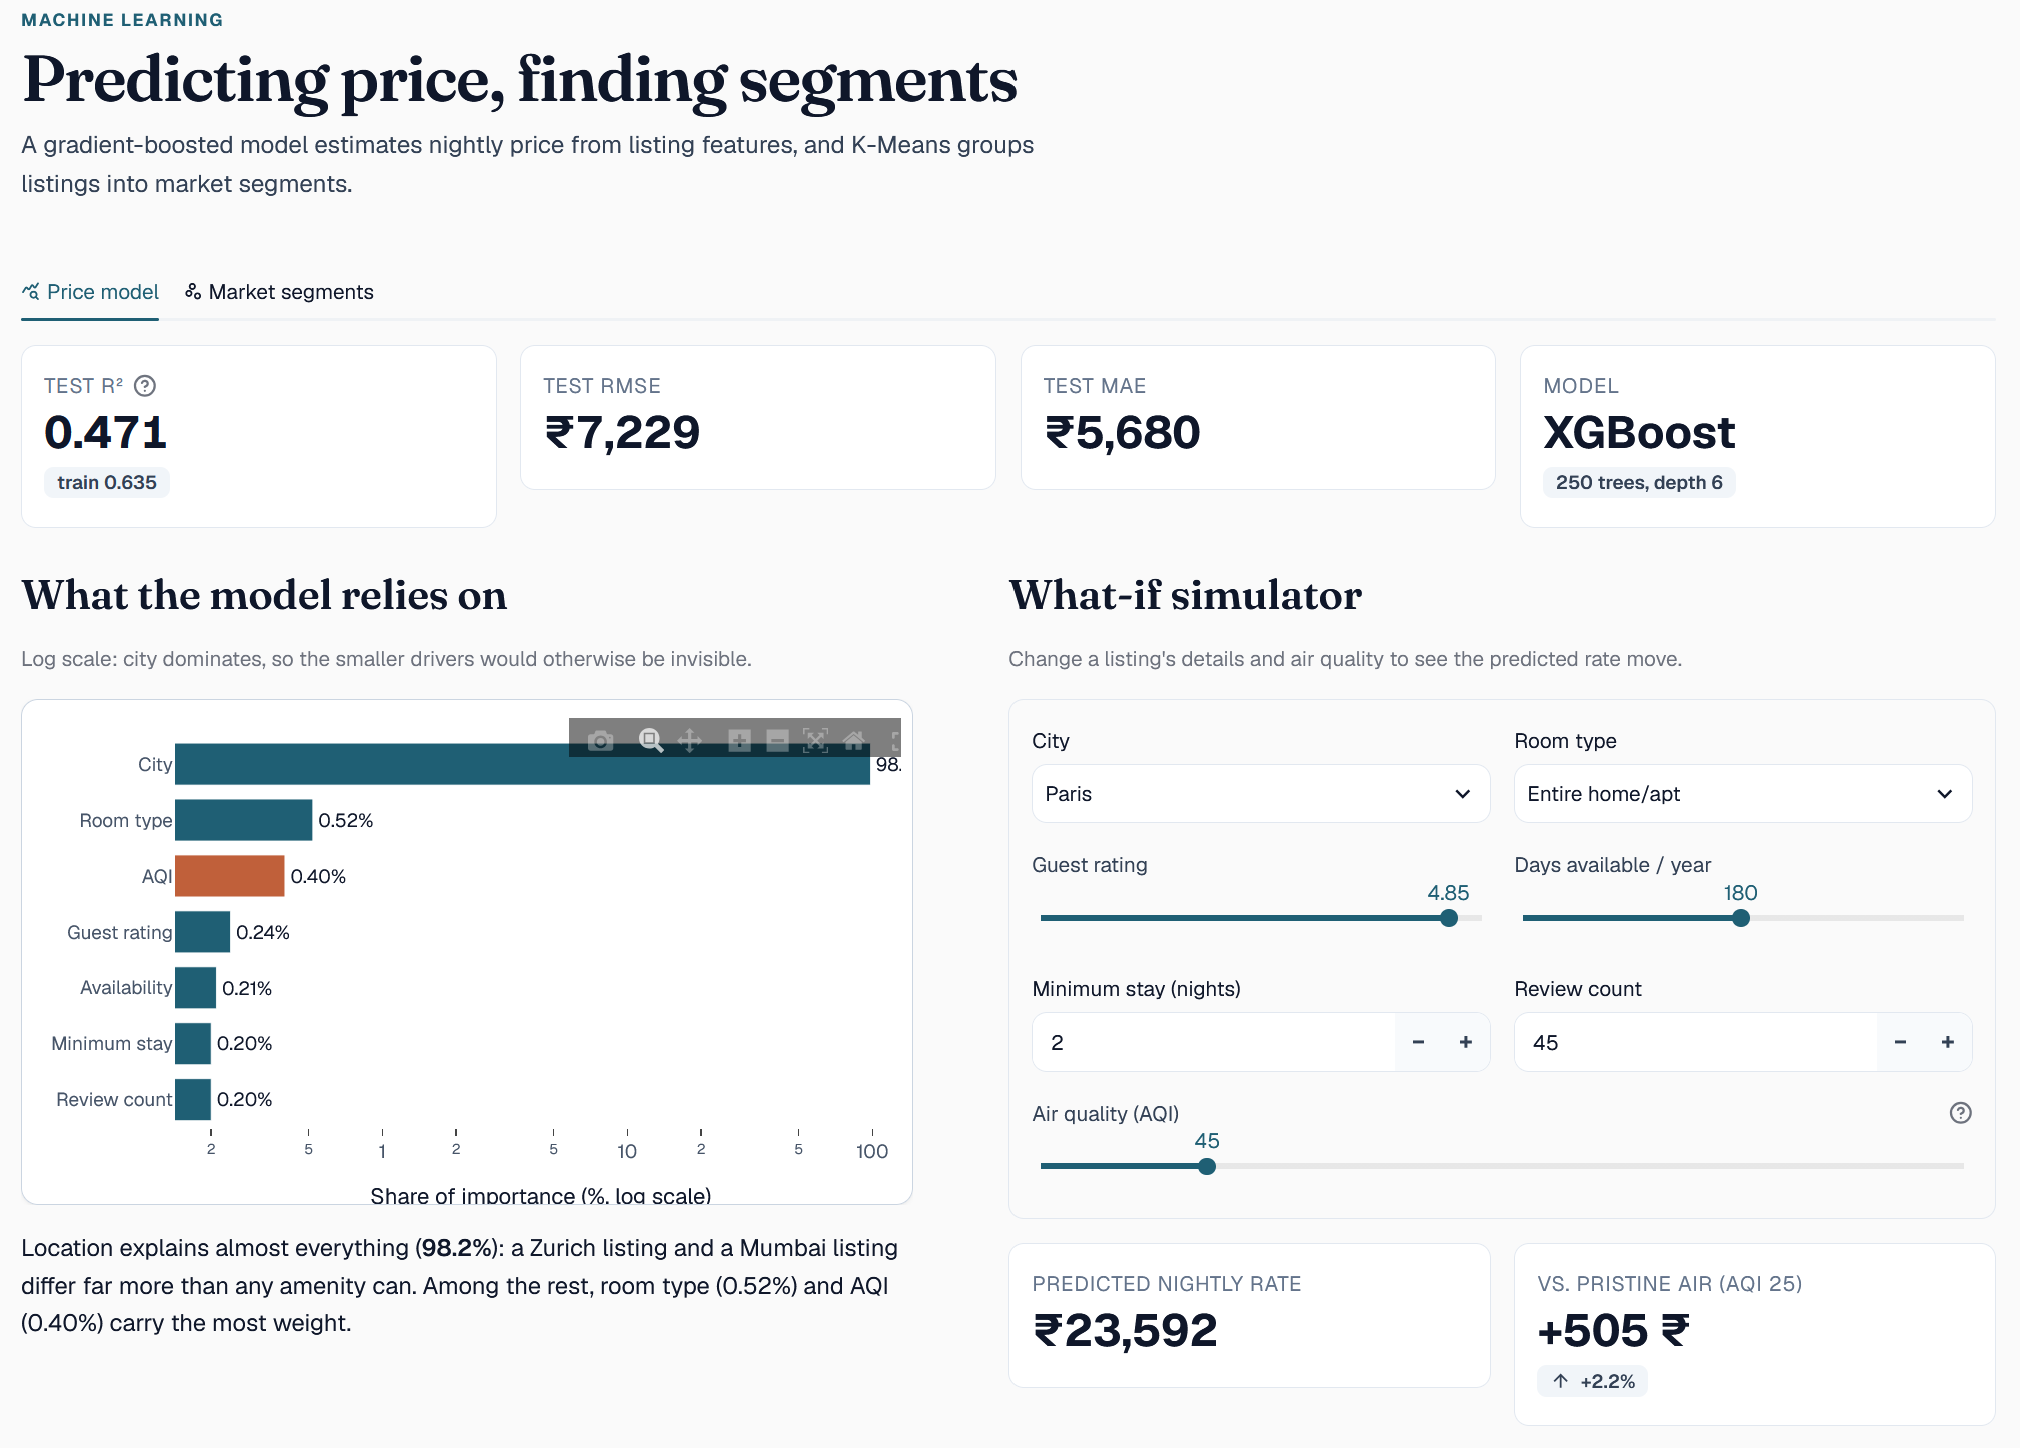 MACHINE LEARNING
Predicting price, finding segments
A gradient-boosted model estimates nightly price from listing features, and K-Means groups
listings into market segments.
Price model
Market segments
TEST R²
0.471
train 0.635
TEST RMSE
₹7,229
TEST MAE
₹5,680
MODEL
XGBoost
250 trees, depth 6
What the model relies on
Log scale: city dominates, so the smaller drivers would otherwise be invisible.
City
98.
Room type
0.52%
AQI
0.40%
Guest rating
0.24%
Availability
0.21%
Minimum stay
0.20%
Review count
0.20%
2 5 1 2 5 10 2 5 100
Share of importance (%, log scale)
Location explains almost everything (98.2%): a Zurich listing and a Mumbai listing
differ far more than any amenity can. Among the rest, room type (0.52%) and AQI
(0.40%) carry the most weight.
What-if simulator
Change a listing's details and air quality to see the predicted rate move.
City
Paris
Room type
Entire home/apt
Guest rating
4.85
Days available / year
180
Minimum stay (nights)
2
Review count
45
Air quality (AQI)
45
PREDICTED NIGHTLY RATE
₹23,592
VS. PRISTINE AIR (AQI 25)
+505 ₹
↑ +2.2%